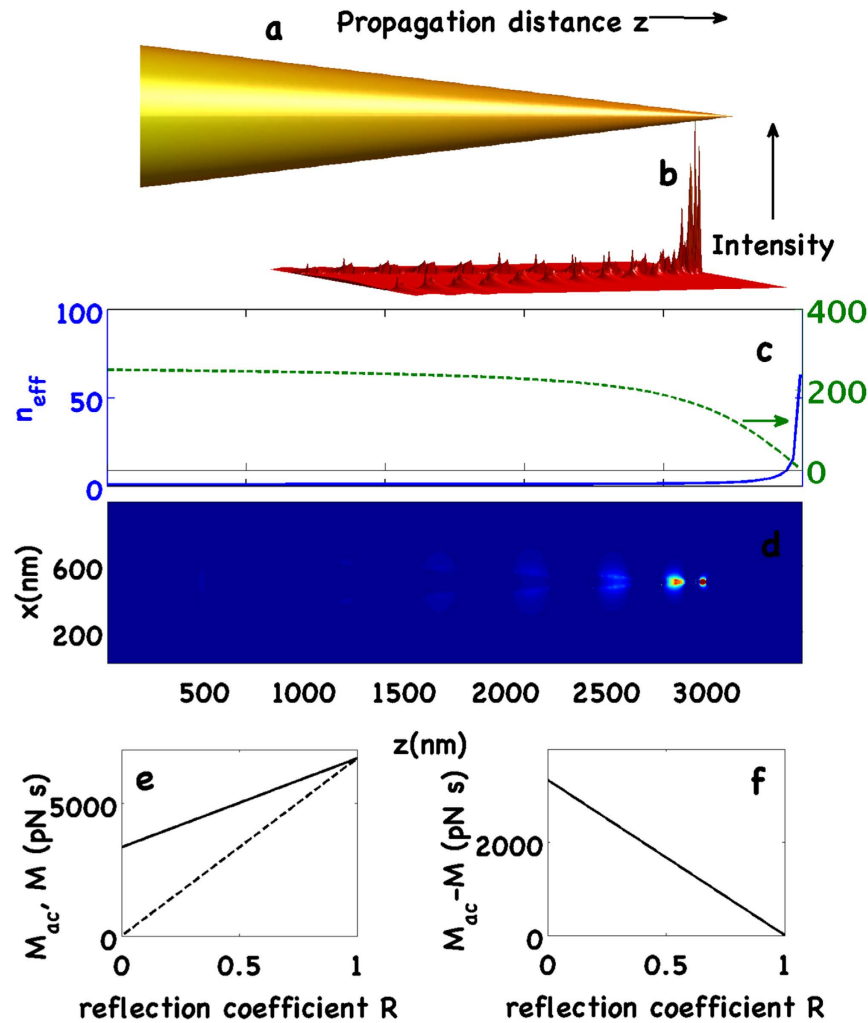 a
Propagation distance z
b
Intensity
100
50
0
n_eff
c
400
200
0
x(nm)
600
200
d
500 1000 1500 2000 2500 3000
z(nm)
M_ac, M (pN s)
5000
0
e
0 0.5 1
reflection coefficient R
M_ac-M (pN s)
2000
0
f
0 0.5 1
reflection coefficient R